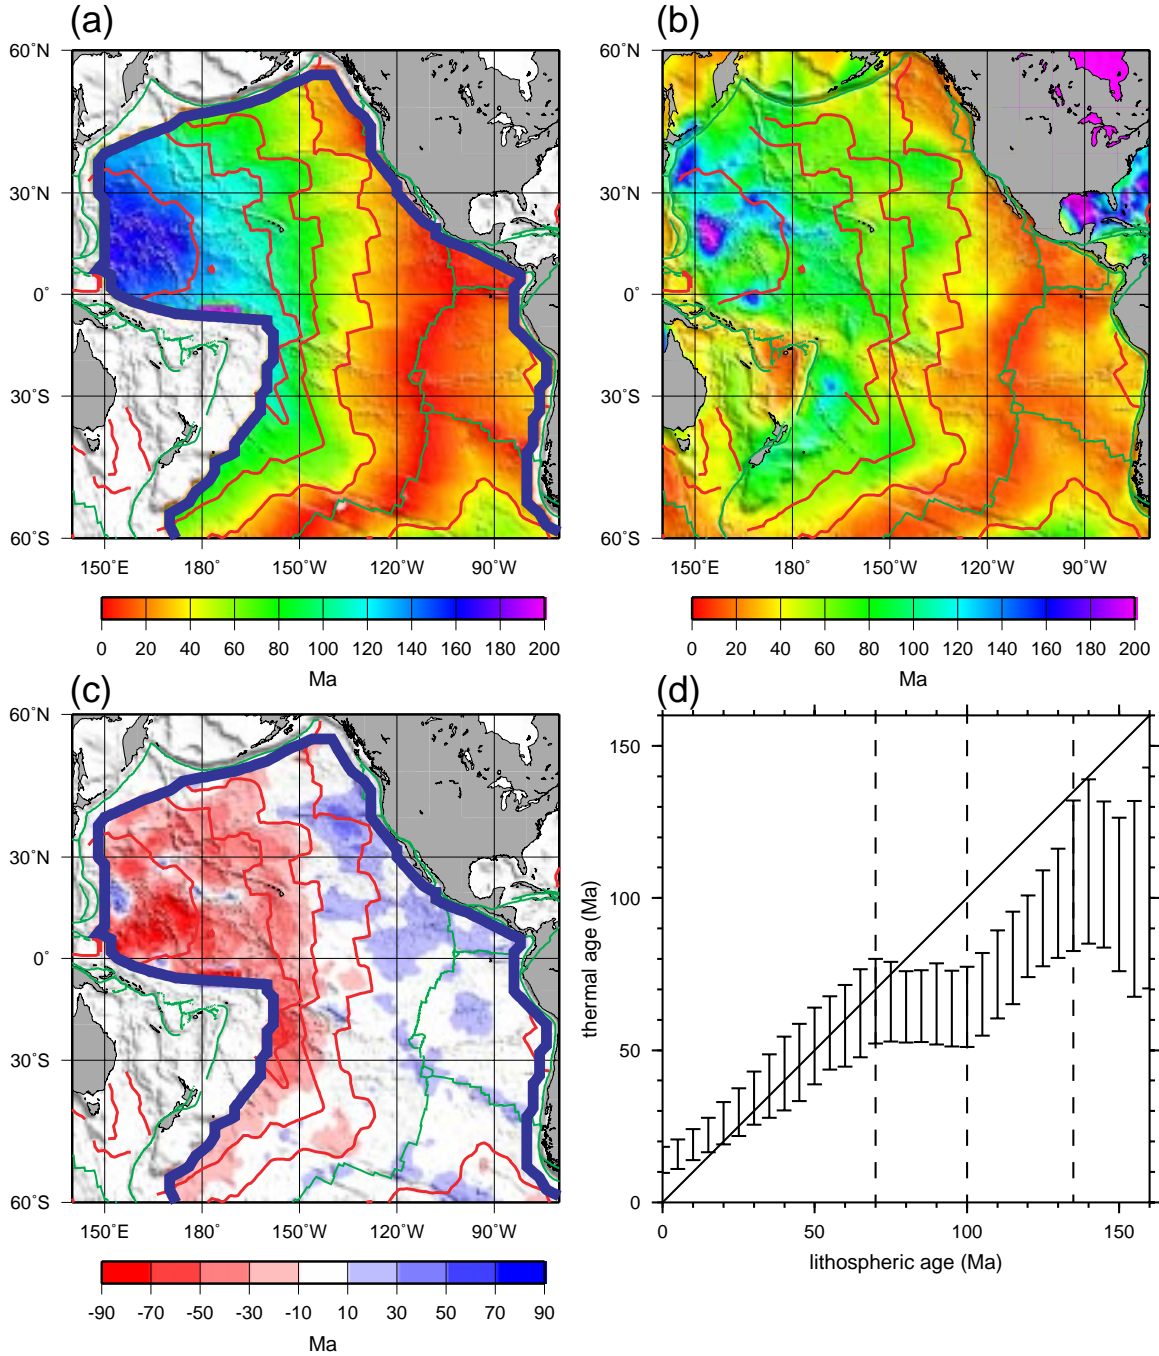 (a)
(b)
60˚N 60˚N
30˚N 30˚N
0˚ 0˚
30˚S 30˚S
60˚S 60˚S
150˚E 180˚ 150˚W 120˚W 90˚W
150˚E 180˚ 150˚W 120˚W 90˚W
0 20 40 60 80 100 120 140 160 180 200
0 20 40 60 80 100 120 140 160 180 200
Ma
Ma
(c)
(d)
60˚N
30˚N
0˚
30˚S
60˚S
150˚E 180˚ 150˚W 120˚W 90˚W
-90 -70 -50 -30 -10 10 30 50 70 90
Ma
150
100
50
0
thermal age (Ma)
0 50 100 150
lithospheric age (Ma)